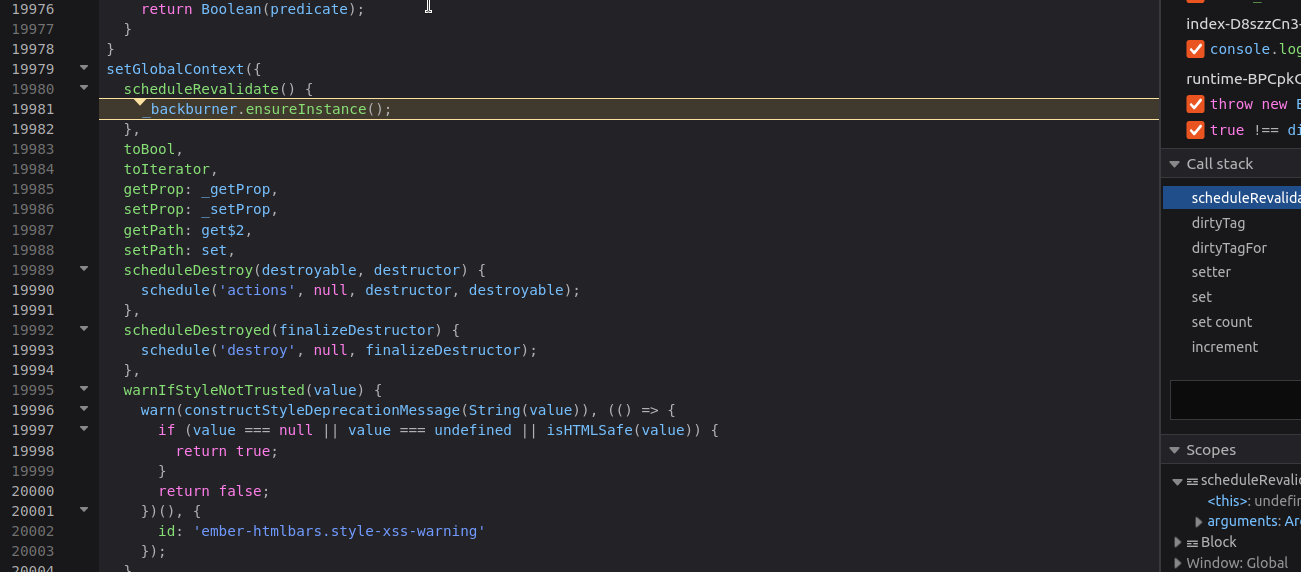 19976 return Boolean(predicate);
19977 }
19978 }
19979 setGlobalContext({
19980 scheduleRevalidate() {
19981 _backburner.ensureInstance();
19982 },
19983 toBool,
19984 toIterator,
19985 getProp: _getProp,
19986 setProp: _setProp,
19987 getPath: get$2,
19988 setPath: set,
19989 scheduleDestroy(destroyable, destructor) {
19990 schedule('actions', null, destructor, destroyable);
19991 },
19992 scheduleDestroyed(finalizeDestructor) {
19993 schedule('destroy', null, finalizeDestructor);
19994 },
19995 warnIfStyleNotTrusted(value) {
19996 warn(constructStyleDeprecationMessage(String(value)), (() => {
19997 if (value === null || value === undefined || isHTMLSafe(value)) {
19998 return true;
19999 }
20000 return false;
20001 })(), {
20002 id: 'ember-htmlbars.style-xss-warning'
20003 });
20004 }
index-D8szzCn3-
console.log
runtime-BPCpkG
throw new
true !== di
Call stack
scheduleRevalida
dirtyTag
dirtyTagFor
setter
set
set count
increment
Scopes
scheduleRevalid
<this>: undefin
arguments: Ar
Block
Window: Global